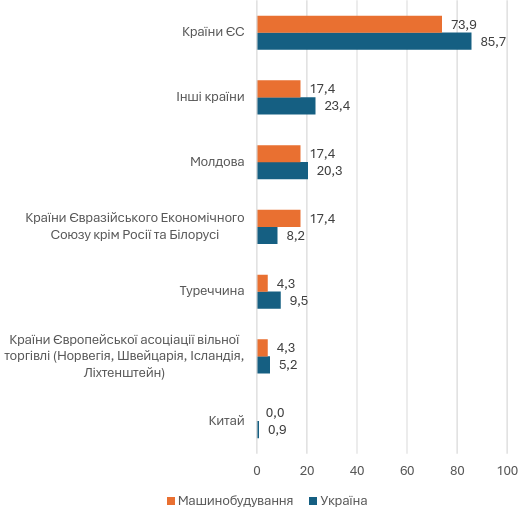 Країни ЄС
73,9
85,7
Інші країни
17,4
23,4
Молдова
17,4
20,3
Країни Євразійського Економічного
Союзу крім Росії та Білорусі
17,4
8,2
Туреччина
4,3
9,5
Країни Європейської асоціації вільної
торгівлі (Норвегія, Швейцарія, Ісландія,
Ліхтенштейн)
4,3
5,2
Китай
0,0
0,9
0 20 40 60 80 100
Машинобудування Україна